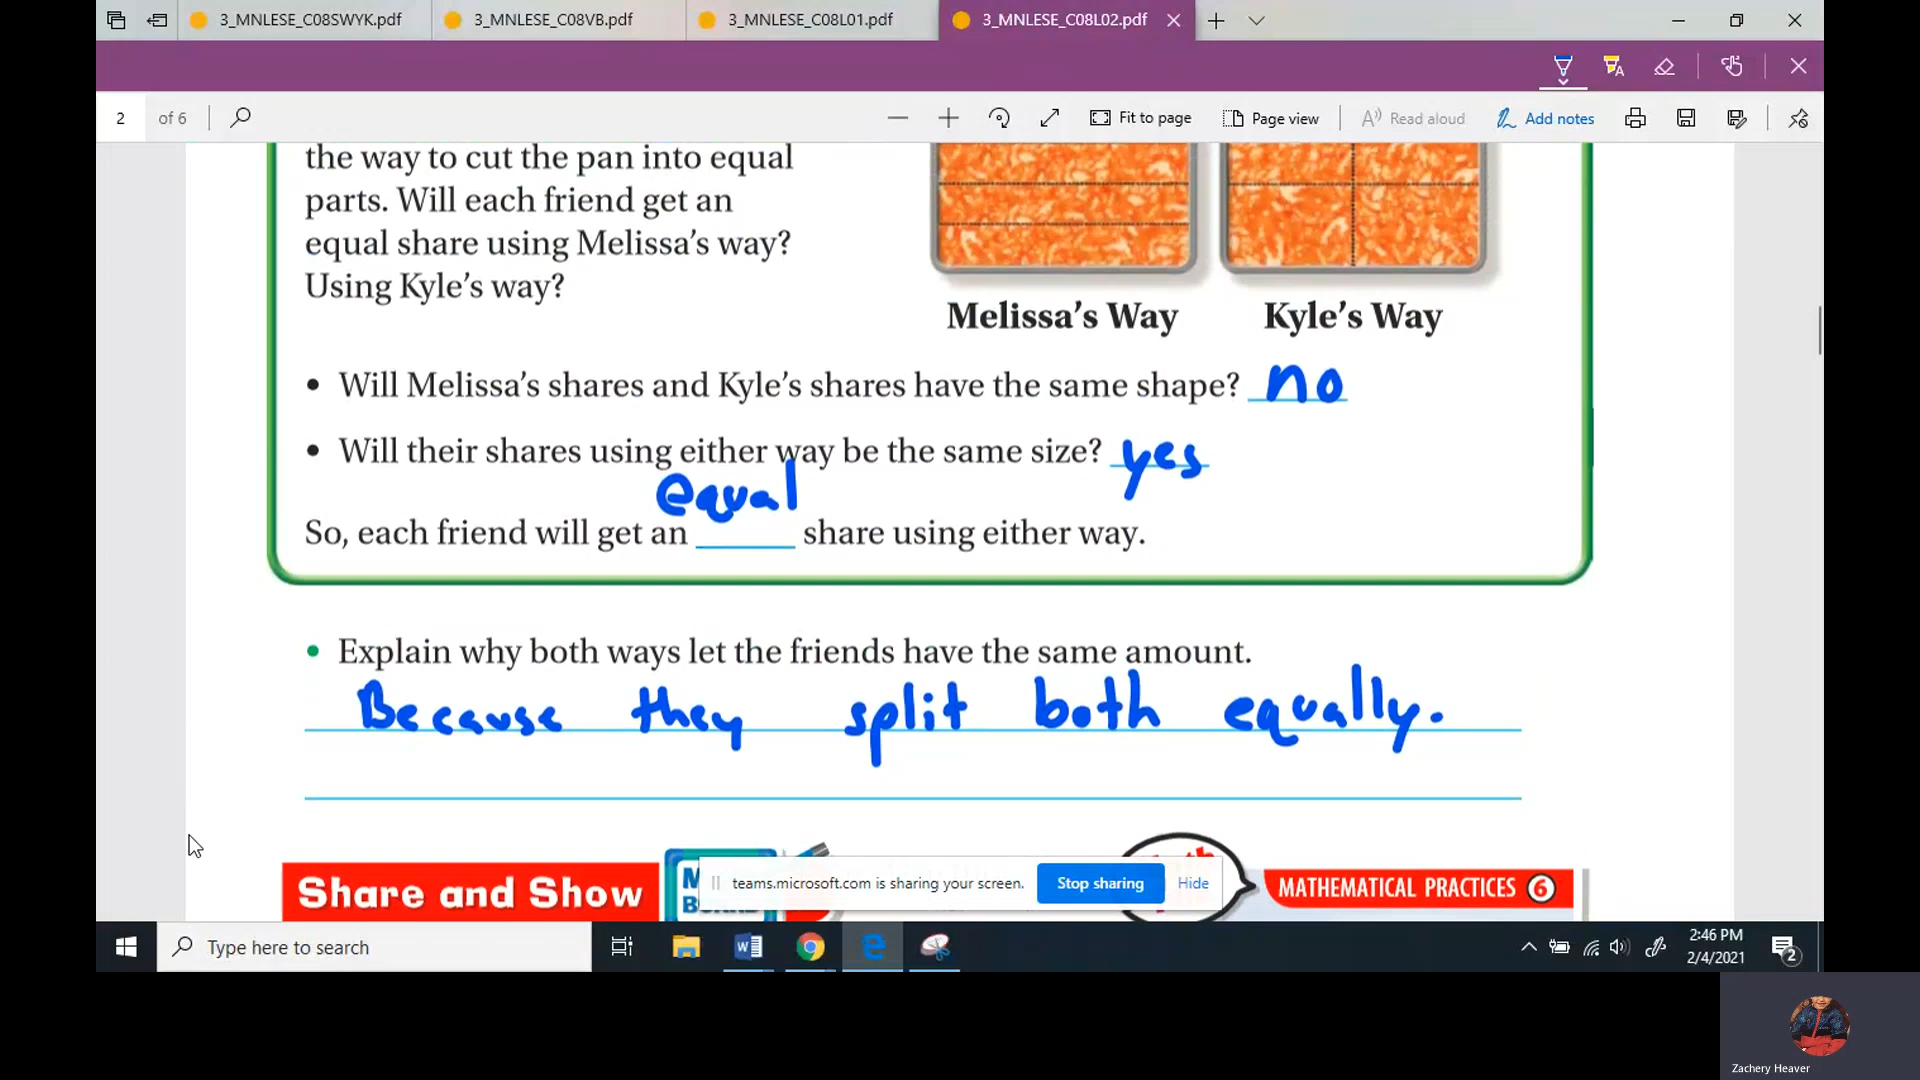 3_MNLESE_C08SWYK.pdf 3_MNLESE_C08VB.pdf 3_MNLESE_C08L01.pdf 3_MNLESE_C08L02.pdf
2 of 6 Fit to page Page view Read aloud Add notes
the way to cut the pan into equal
parts. Will each friend get an
equal share using Melissa's way?
Using Kyle's way?
Melissa's Way Kyle's Way
• Will Melissa's shares and Kyle's shares have the same shape? no
• Will their shares using either way be the same size? yes
equal
So, each friend will get an share using either way.
• Explain why both ways let the friends have the same amount.
Because they split both equally.
Share and Show
MATHEMATICAL PRACTICES 6
teams.microsoft.com is sharing your screen. Stop sharing Hide
Type here to search
2:46 PM
2/4/2021
2
Zachery Heaver